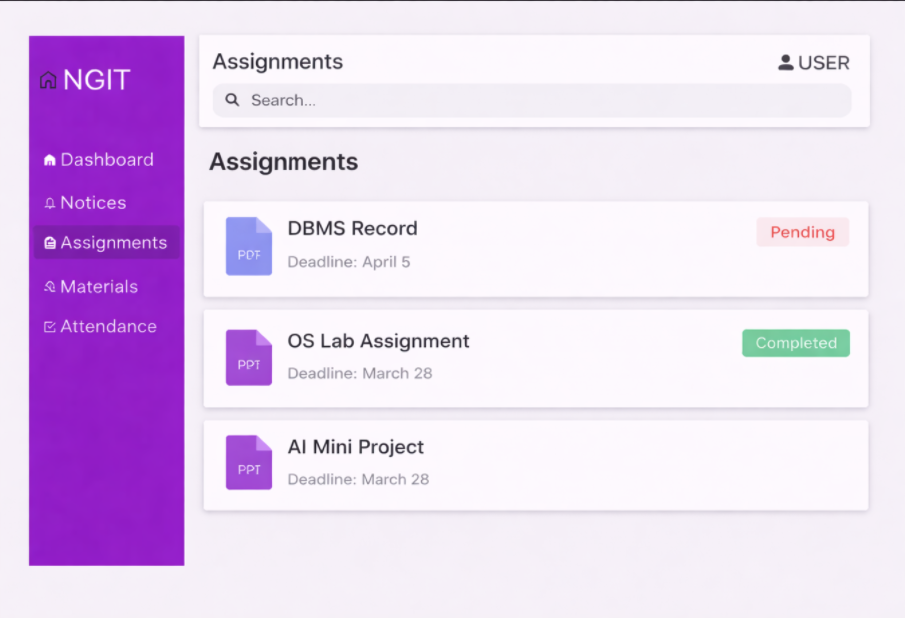 NGIT
Dashboard
Notices
Assignments
Materials
Attendance
Assignments
USER
Search...
Assignments
PDF
DBMS Record
Deadline: April 5
Pending
PPT
OS Lab Assignment
Deadline: March 28
Completed
PPT
AI Mini Project
Deadline: March 28